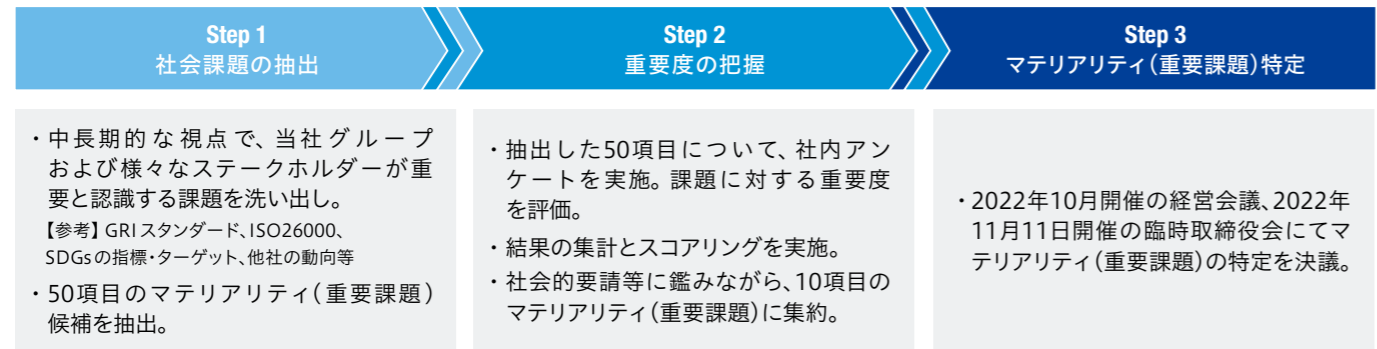 Step 1
社会課題の抽出
Step 2
重要度の把握
Step 3
マテリアリティ（重要課題）特定
・中長期的な視点で、当社グループ
および様々なステークホルダーが重
要と認識する課題を洗い出し。
【参考】GRIスタンダード、ISO26000、
SDGsの指標・ターゲット、他社の動向等
・50項目のマテリアリティ（重要課題）
候補を抽出。
・抽出した50項目について、社内アン
ケートを実施。課題に対する重要度
を評価。
・結果の集計とスコアリングを実施。
・社会的要請等に鑑みながら、10項目の
マテリアリティ（重要課題）に集約。
・2022年10月開催の経営会議、2022年
11月11日開催の臨時取締役会にてマ
テリアリティ（重要課題）の特定を決議。